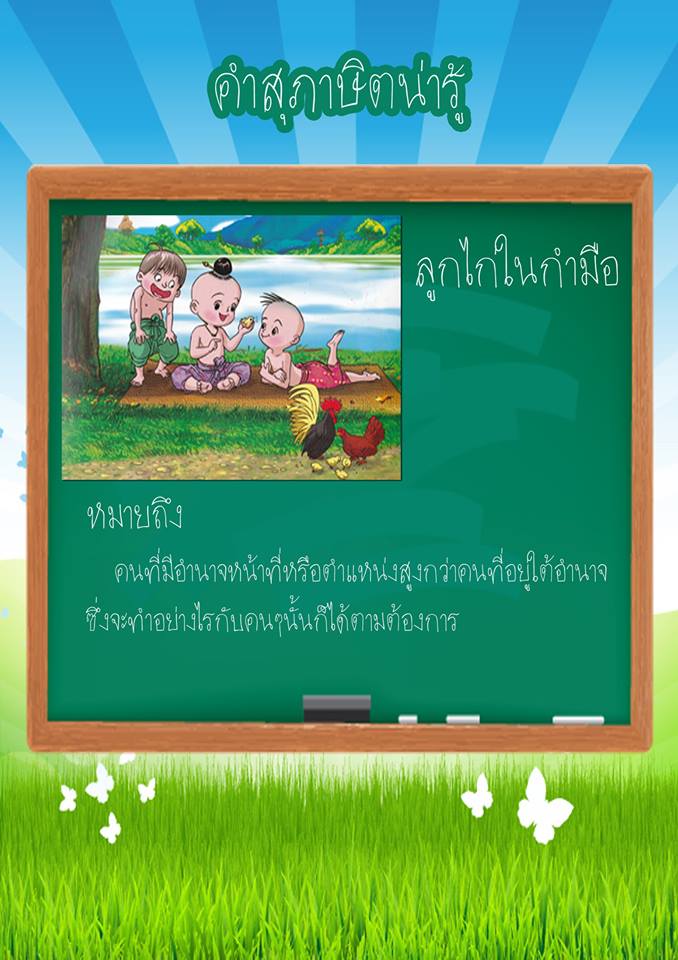 คำสุภาษิตน่ารู้
ลูกไก่ในกำมือ
หมายถึง
คนที่มีอำนาจหน้าที่หรือตำแหน่งสูงกว่าคนที่อยู่ใต้อำนาจ
ซึ่งจะทำอย่างไรกับคนๆนั้นก็ได้ตามต้องการ